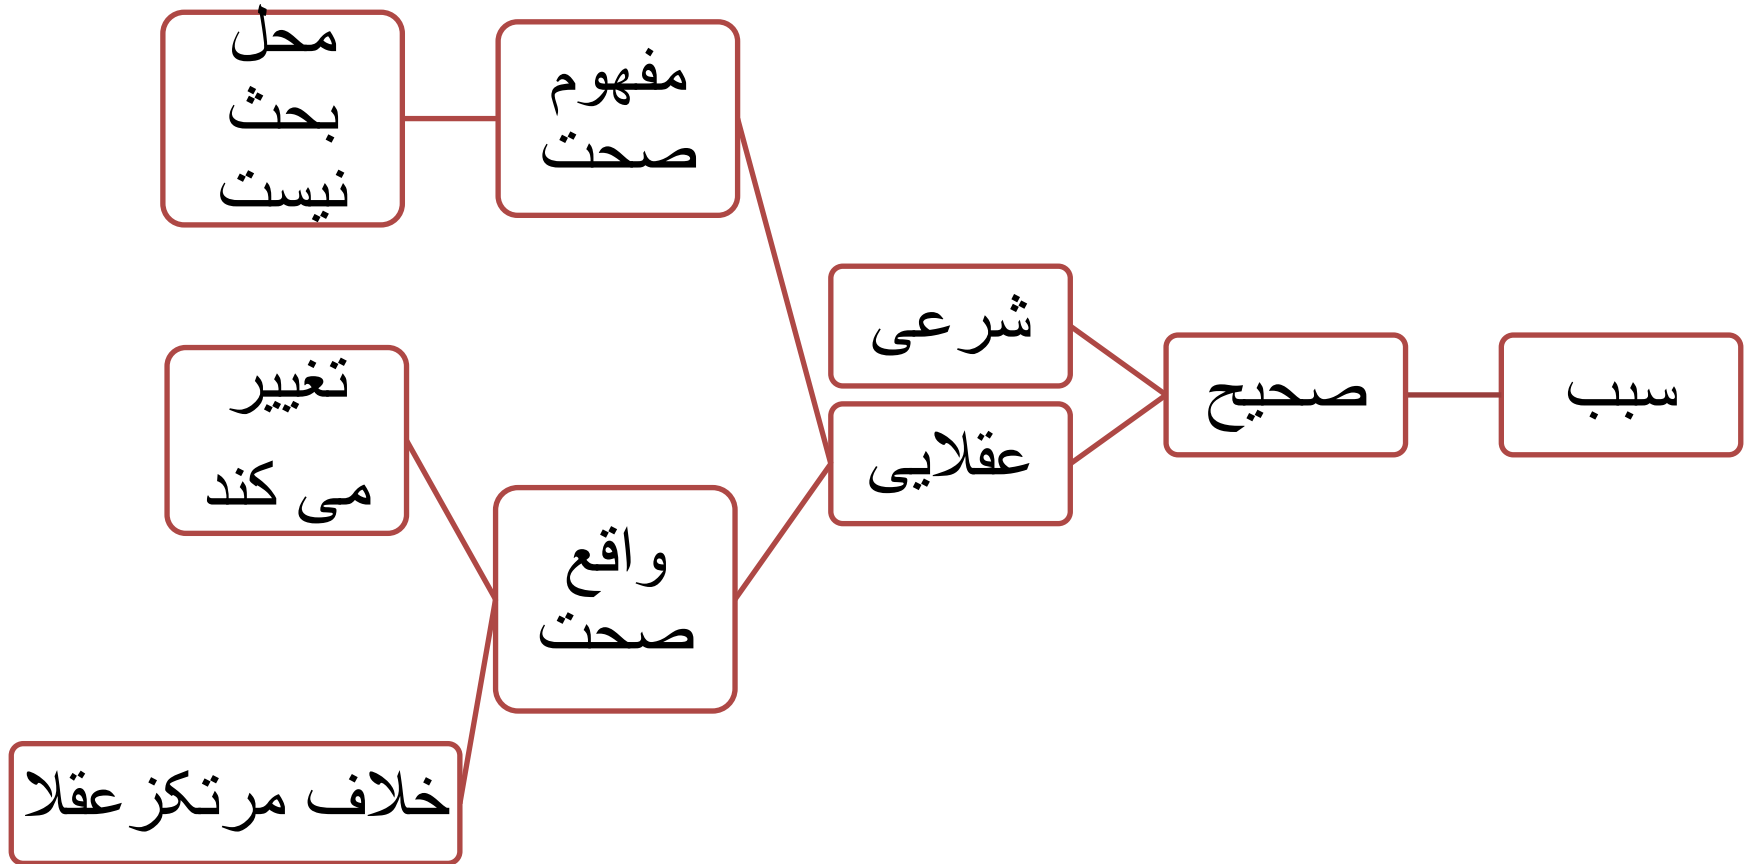 سبب
صحیح
شرعی
عقلایی
مفهوم
صحت
محل
بحث
نیست
واقع
صحت
تغییر
می کند
خلاف مرتکز عقلا